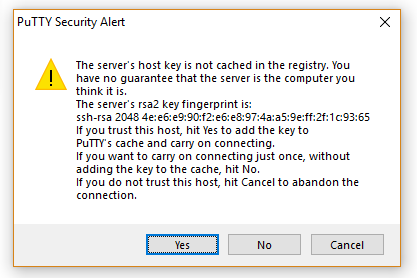 PuTTY Security Alert
The server's host key is not cached in the registry. You
have no guarantee that the server is the computer you
think it is.
The server's rsa2 key fingerprint is:
ssh-rsa 2048 4e:e6:e9:90:f2:e6:e8:97:4a:a5:9e:ff:2f:1c:93:65
If you trust this host, hit Yes to add the key to
PuTTY's cache and carry on connecting.
If you want to carry on connecting just once, without
adding the key to the cache, hit No.
If you do not trust this host, hit Cancel to abandon the
connection.
Yes
No
Cancel